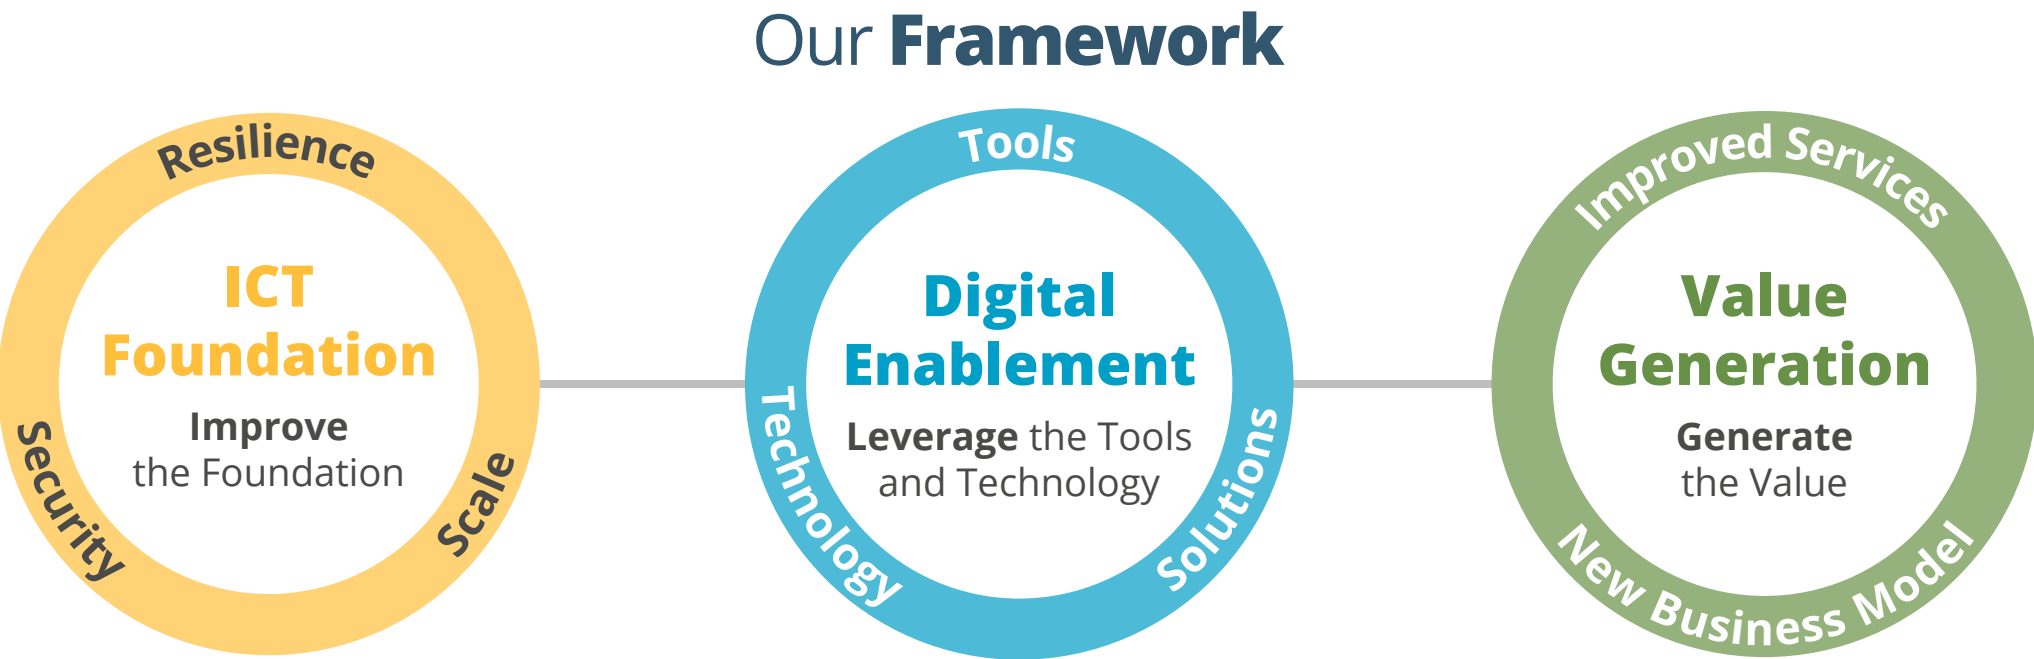 Our Framework
Resilience
ICT
Foundation
Improve
the Foundation
Security
Scale
Tools
Digital
Enablement
Leverage the Tools
and Technology
Technology
Solutions
Improved Services
Value
Generation
Generate
the Value
New Business Model